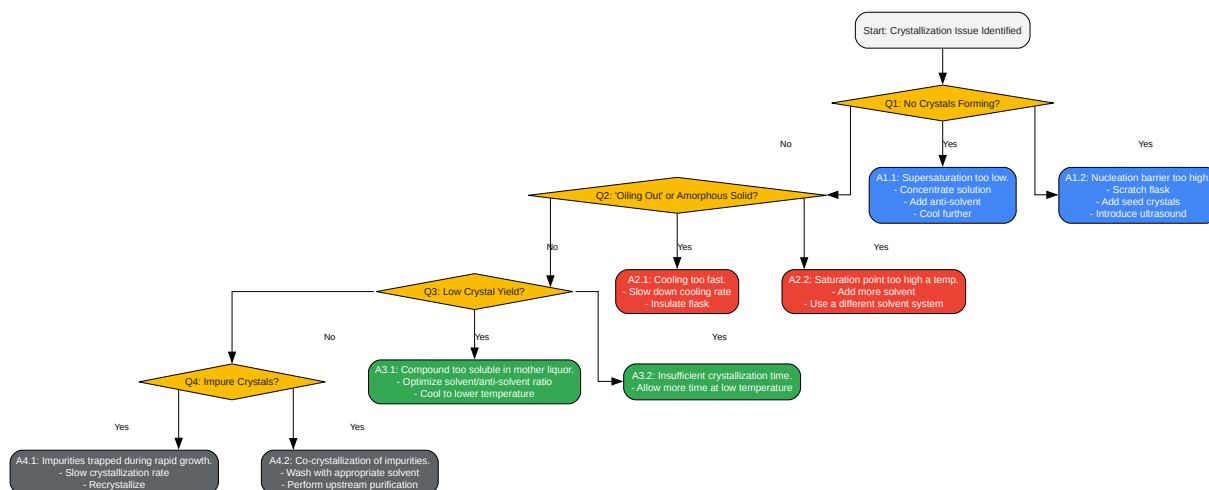 Start: Crystallization Issue Identified
Q1: No Crystals Forming?
No
Yes
Yes
A1.1: Supersaturation too low.
- Concentrate solution
- Add anti-solvent
- Cool further
A1.2: Nucleation barrier too high.
- Scratch flask
- Add seed crystals
- Introduce ultrasound
Q2: 'Oiling Out' or Amorphous Solid?
No
Yes
Yes
A2.1: Cooling too fast.
- Slow down cooling rate
- Insulate flask
A2.2: Saturation point too high a temp.
- Add more solvent
- Use a different solvent system
Q3: Low Crystal Yield?
No
Yes
Yes
A3.1: Compound too soluble in mother liquor.
- Optimize solvent/anti-solvent ratio
- Cool to lower temperature
A3.2: Insufficient crystallization time.
- Allow more time at low temperature
Q4: Impure Crystals?
Yes
Yes
A4.1: Impurities trapped during rapid growth.
- Slow crystallization rate
- Recrystallize
A4.2: Co-crystallization of impurities.
- Wash with appropriate solvent
- Perform upstream purification